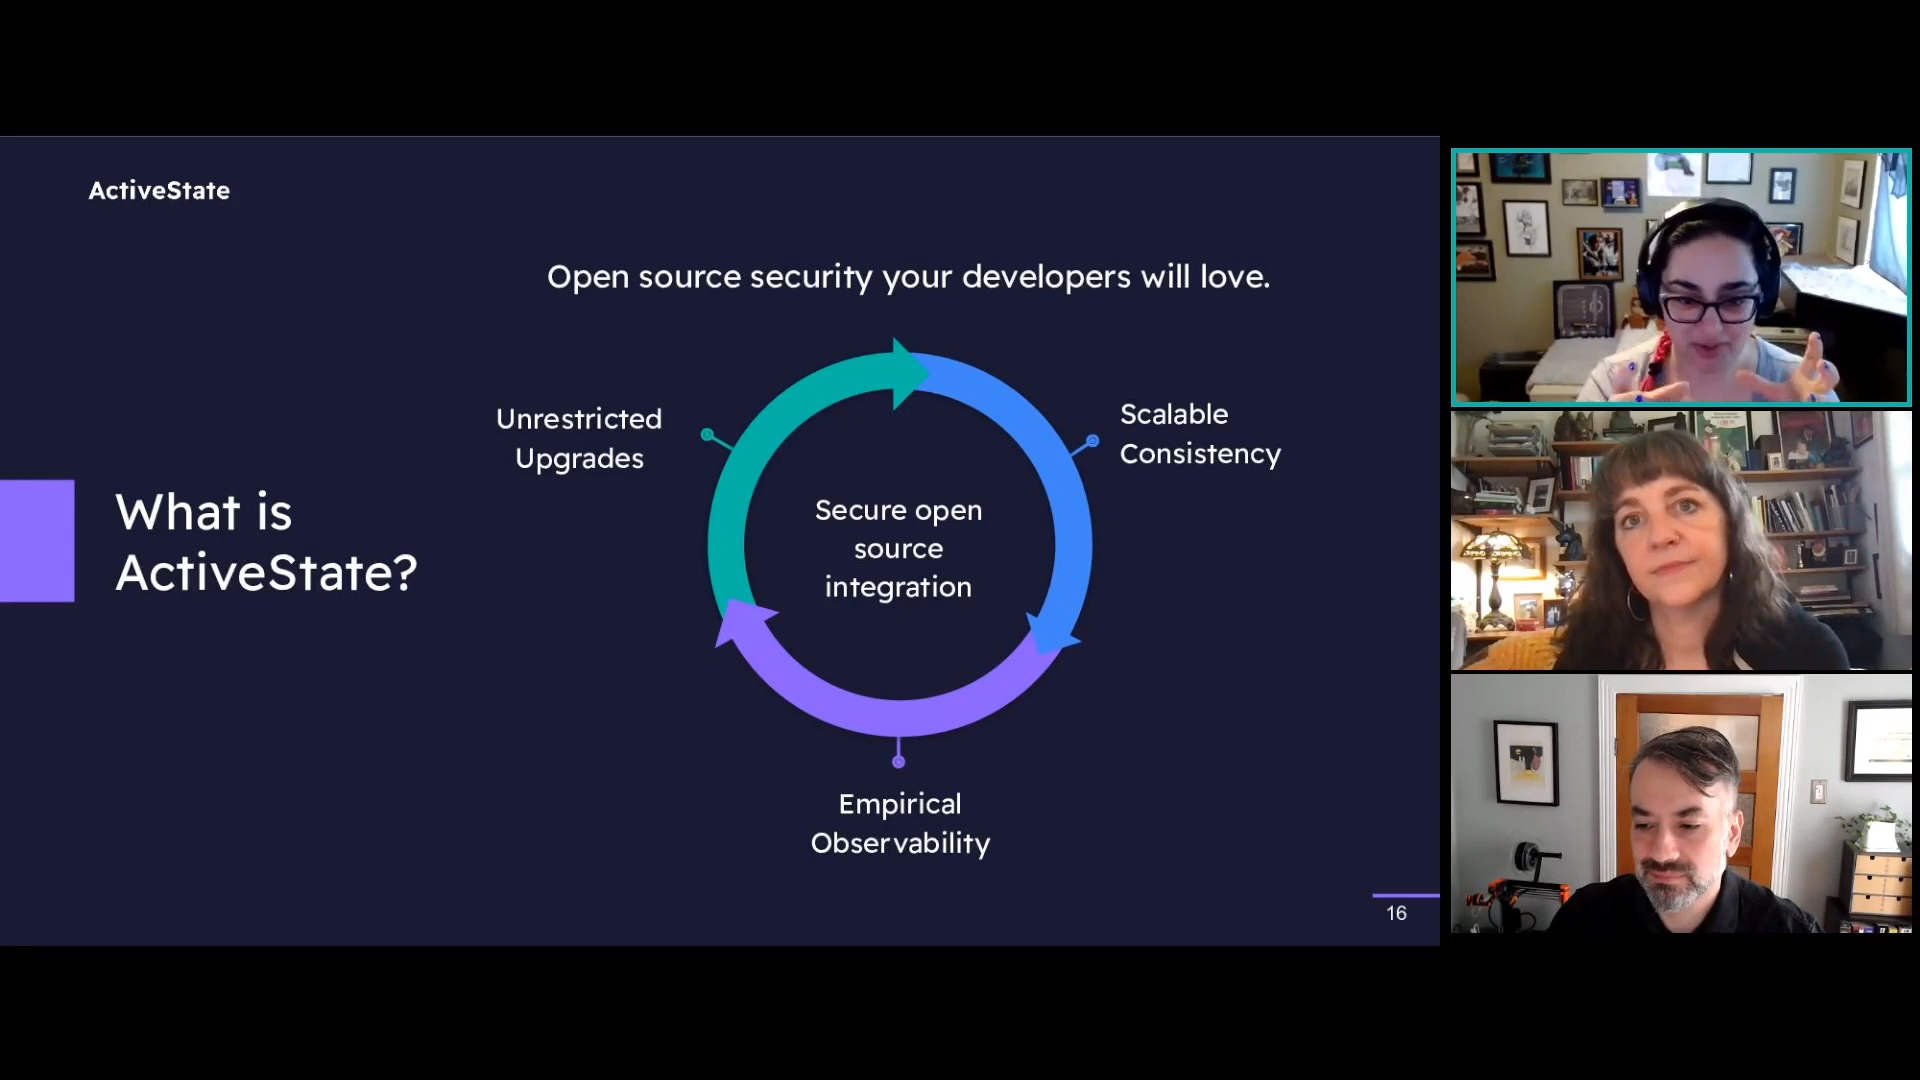 ActiveState
Open source security your developers will love.
Unrestricted
Upgrades
Scalable
Consistency
Secure open
source
integration
What is
ActiveState?
Empirical
Observability
16